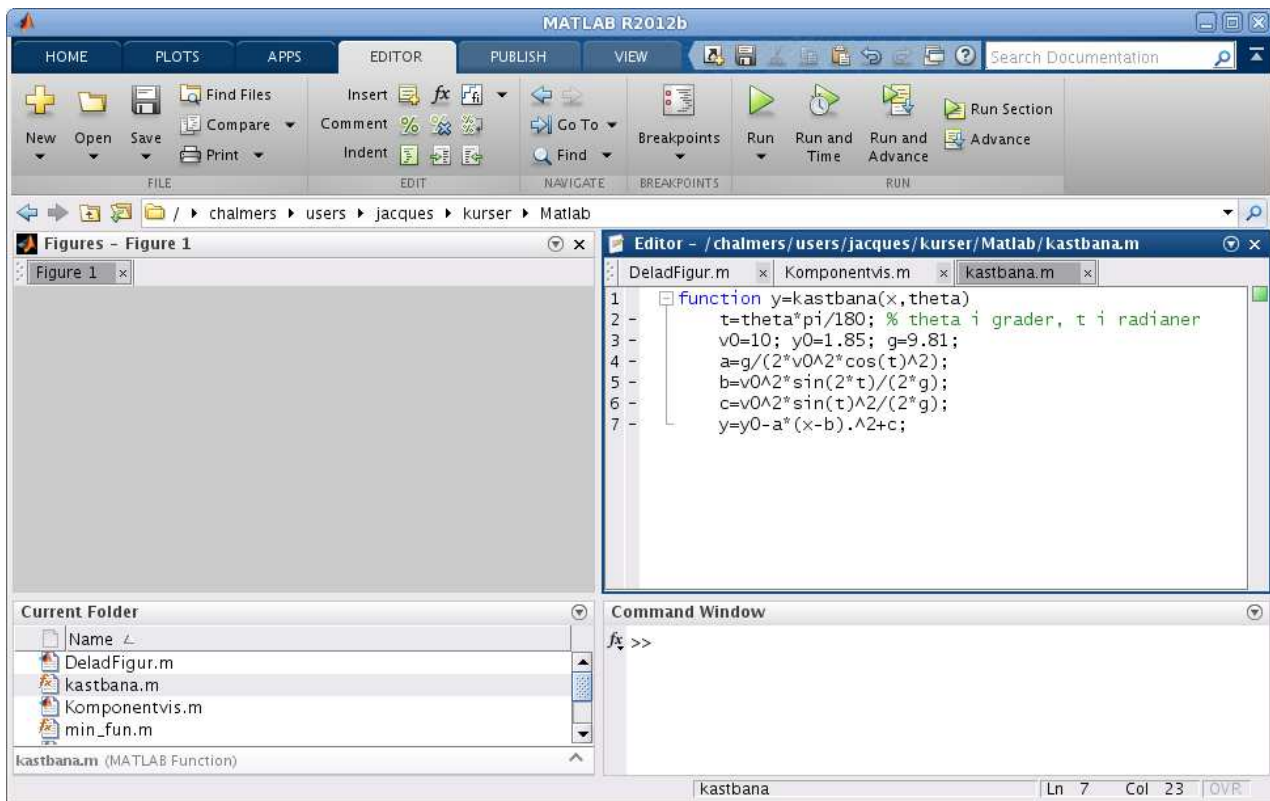 MATLAB R2012b
HOME PLOTS APPS EDITOR PUBLISH VIEW Search Documentation
New Open Save Find Files Compare Print
FILE
Insert fx fi
Comment % %
Indent
EDIT
Go To
Find
NAVIGATE
Breakpoints
BREAKPOINTS
Run Run and Time Run and Advance Run Section Advance
RUN
/ chalmers users jacques kurser Matlab
Figures - Figure 1
Figure 1
Editor - /chalmers/users/jacques/kurser/Matlab/kastbana.m
DeladFigur.m Komponentvis.m kastbana.m
1 function y=kastbana(x,theta)
2 - t=theta*pi/180; % theta i grader, t i radianer
3 - v0=10; y0=1.85; g=9.81;
4 - a=g/(2*v0^2*cos(t)^2);
5 - b=v0^2*sin(2*t)/(2*g);
6 - c=v0^2*sin(t)^2/(2*g);
7 - y=y0-a*(x-b).^2+c;
Current Folder
Name
DeladFigur.m
kastbana.m
Komponentvis.m
min_fun.m
kastbana.m (MATLAB Function)
Command Window
fx >>
kastbana Ln 7 Col 23 OVR